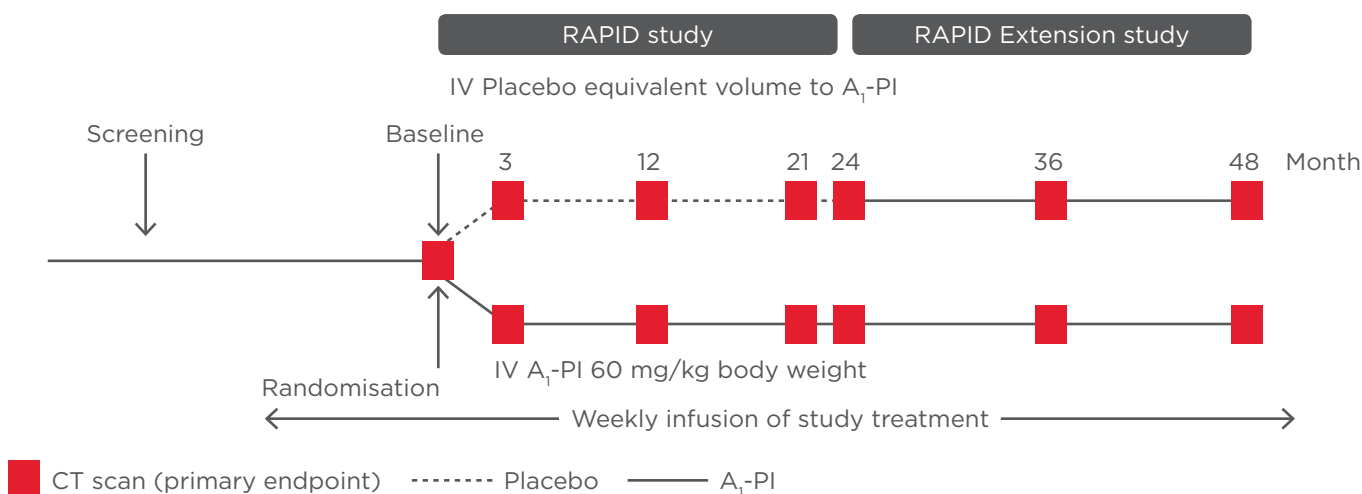 RAPID study
RAPID Extension study
IV Placebo equivalent volume to A₁-PI
Screening
Baseline
3 12 21 24 36 48 Month
IV A₁-PI 60 mg/kg body weight
Randomisation
Weekly infusion of study treatment
CT scan (primary endpoint) Placebo A₁-PI